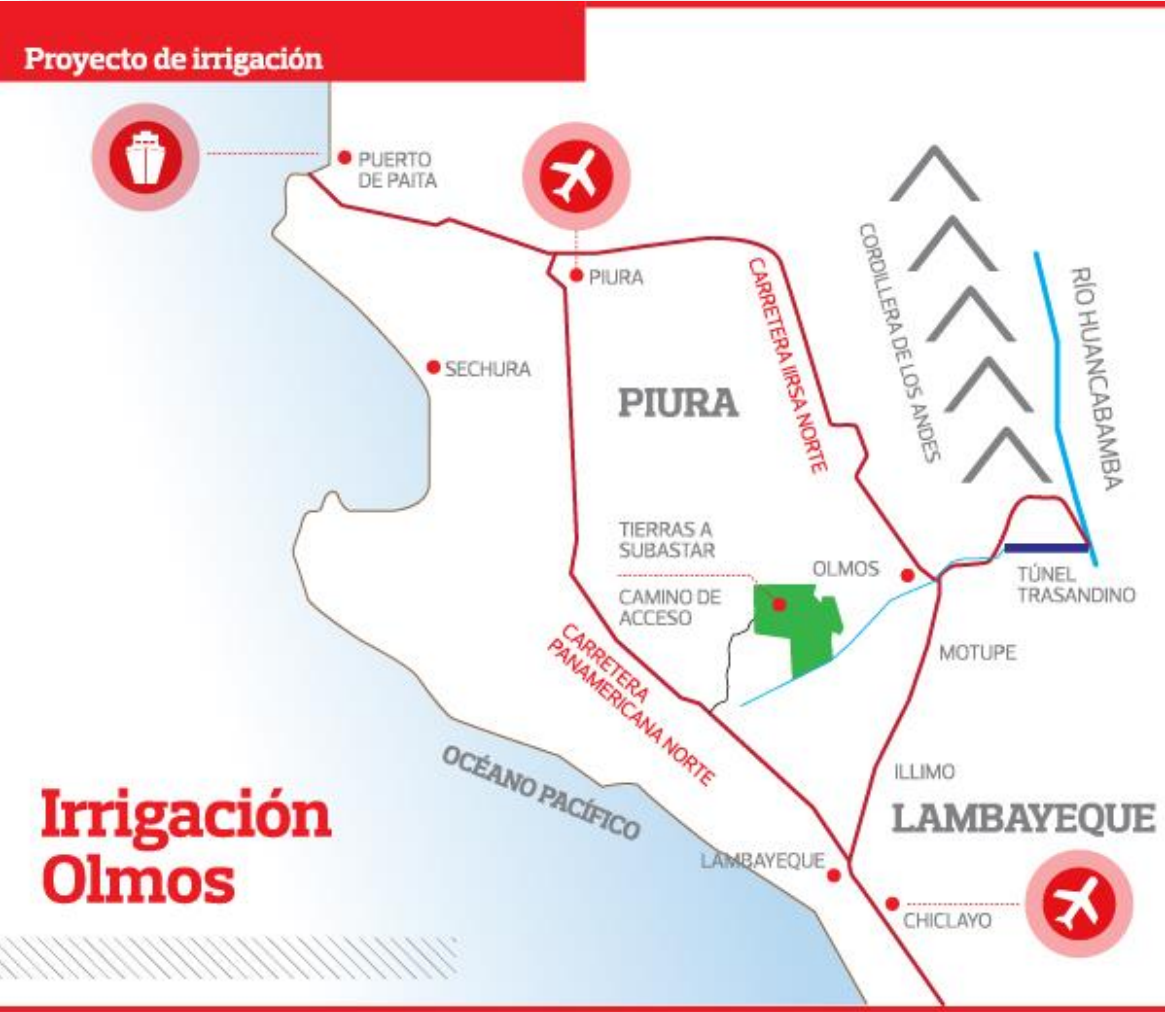 Proyecto de irrigación
PUERTO
DE PAITA
PIURA
SECHURA
PIURA
CARRETERA IIRSA NORTE
CORDILLERA DE LOS ANDES
RÍO HUANCABAMBA
TIERRAS A
SUBASTAR
OLMOS
CAMINO DE
ACCESO
TÚNEL
TRASANDINO
MOTUPE
CARRETERA
PANAMERICANA NORTE
OCÉANO PACÍFICO
ILLIMO
LAMBAYEQUE
Irrigación
Olmos
LAMBAYEQUE
CHICLAYO